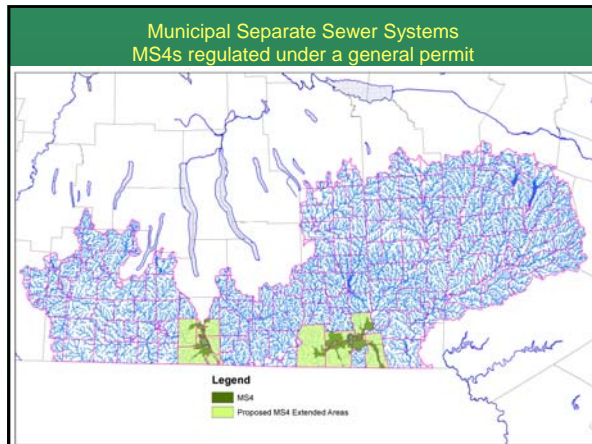 Municipal Separate Sewer Systems
MS4s regulated under a general permit
Legend
MS4
Proposed MS4 Extended Areas